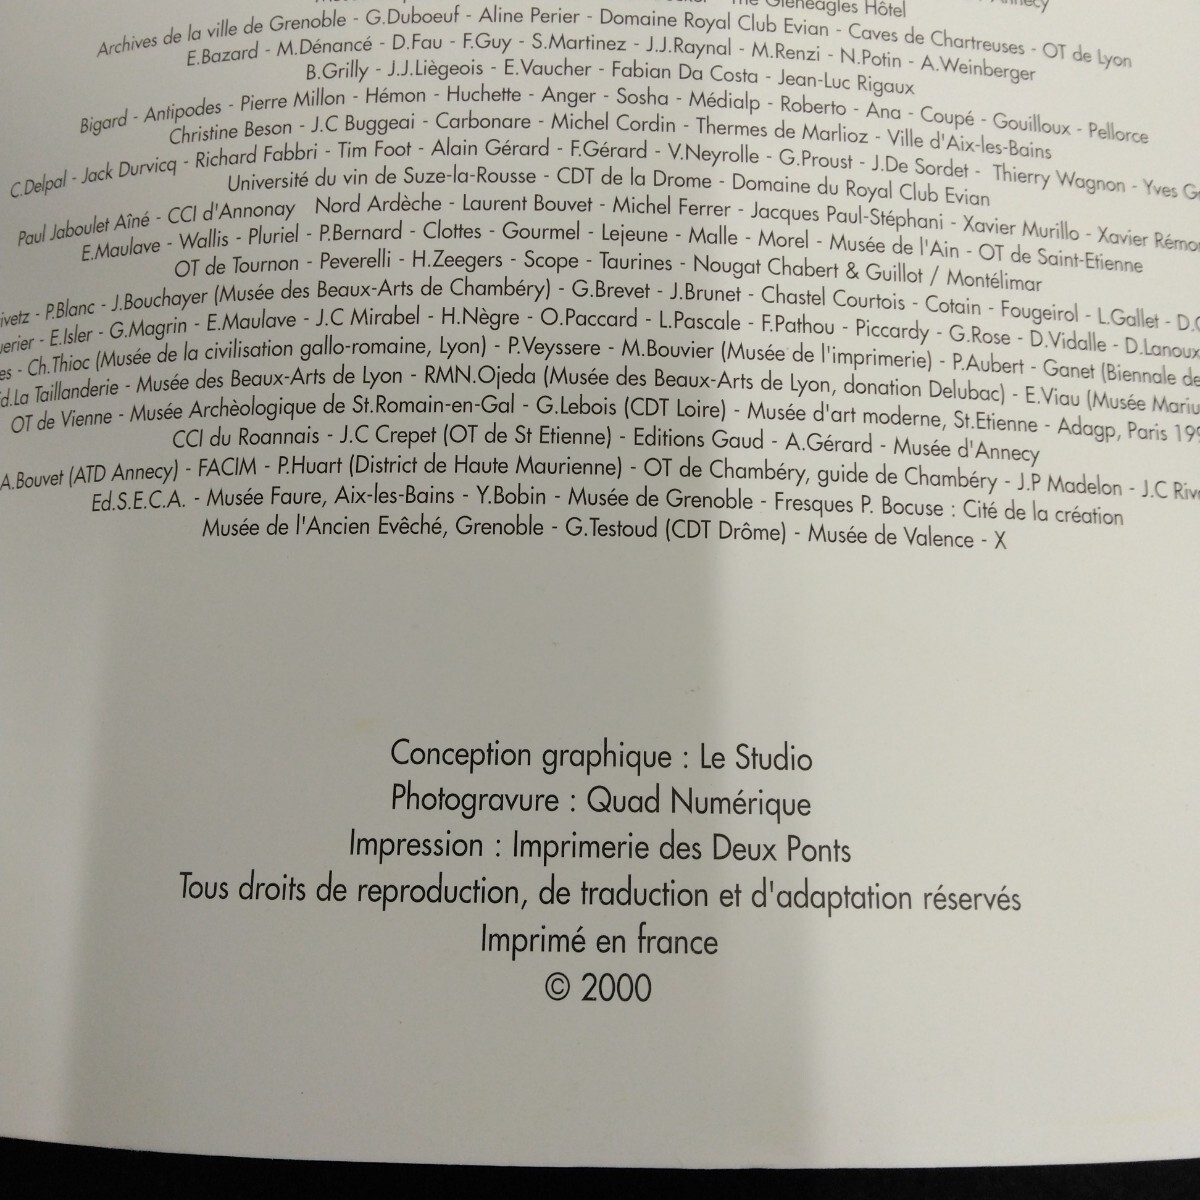 The Gleneagles Hôtel
Annecy
Archives de la ville de Grenoble - G.Duboeuf - Aline Perier - Domaine Royal Club Evian - Caves de Chartreuses - OT de Lyon
E.Bazard - M.Dénancé - D.Fau - F.Guy - S.Martinez - J.J.Raynal - M.Renzi - N.Potin - A.Weinberger
B.Grilly - J.J.Liègeois - E.Vaucher - Fabian Da Costa - Jean-Luc Rigaux
Bigard - Antipodes - Pierre Millon - Hémon - Huchette - Anger - Sosha - Médialp - Roberto - Ana - Coupé - Gouilloux - Pellorce
Christine Beson - J.C Buggeai - Carbonare - Michel Cordin - Thermes de Marlioz - Ville d'Aix-les-Bains
C.Delpal - Jack Durvicq - Richard Fabbri - Tim Foot - Alain Gérard - F.Gérard - V.Neyrolle - G.Proust - J.De Sordet - Thierry Wagnon - Yves
Université du vin de Suze-la-Rousse - CDT de la Drome - Domaine du Royal Club Evian
Paul Jaboulet Aîné - CCI d'Annonay Nord Ardèche - Laurent Bouvet - Michel Ferrer - Jacques Paul-Stéphani - Xavier Murillo - Xavier
E.Maulave - Wallis - Pluriel - P.Bernard - Clottes - Gourmel - Lejeune - Malle - Morel - Musée de l'Ain - OT de Saint-Etienne
OT de Tournon - Peverelli - H.Zeegers - Scope - Taurines - Nougat Chabert & Guillot / Montélimar
- P.Blanc - J.Bouchayer (Musée des Beaux-Arts de Chambéry) - G.Brevet - J.Brunet - Chastel Courtois - Cotain - Fougeirol - L.Gallet -
- E.Isler - G.Magrin - E.Maulave - J.C Mirabel - H.Nègre - O.Paccard - L.Pascale - F.Pathou - Piccardy - G.Rose - D.Vidalle - D.Lanoux
- Ch.Thioc (Musée de la civilisation gallo-romaine, Lyon) - P.Veyssere - M.Bouvier (Musée de l'imprimerie) - P.Aubert - Ganet (Biennale de
La Taillanderie - Musée des Beaux-Arts de Lyon - RMN.Ojeda (Musée des Beaux-Arts de Lyon, donation Delubac) - E.Viau (Musée
OT de Vienne - Musée Archèologique de St.Romain-en-Gal - G.Lebois (CDT Loire) - Musée d'art moderne, St.Etienne - Adagp, Paris
CCI du Roannais - J.C Crepet (OT de St Etienne) - Editions Gaud - A.Gérard - Musée d'Annecy
A.Bouvet (ATD Annecy) - FACIM - P.Huart (District de Haute Maurienne) - OT de Chambéry, guide de Chambéry - J.P Madelon - J.C
Ed.S.E.C.A. - Musée Faure, Aix-les-Bains - Y.Bobin - Musée de Grenoble - Fresques P. Bocuse : Cité de la création
Musée de l'Ancien Evêché, Grenoble - G.Testoud (CDT Drôme) - Musée de Valence - X
Conception graphique : Le Studio
Photogravure : Quad Numérique
Impression : Imprimerie des Deux Ponts
Tous droits de reproduction, de traduction et d'adaptation réservés
Imprimé en france
© 2000